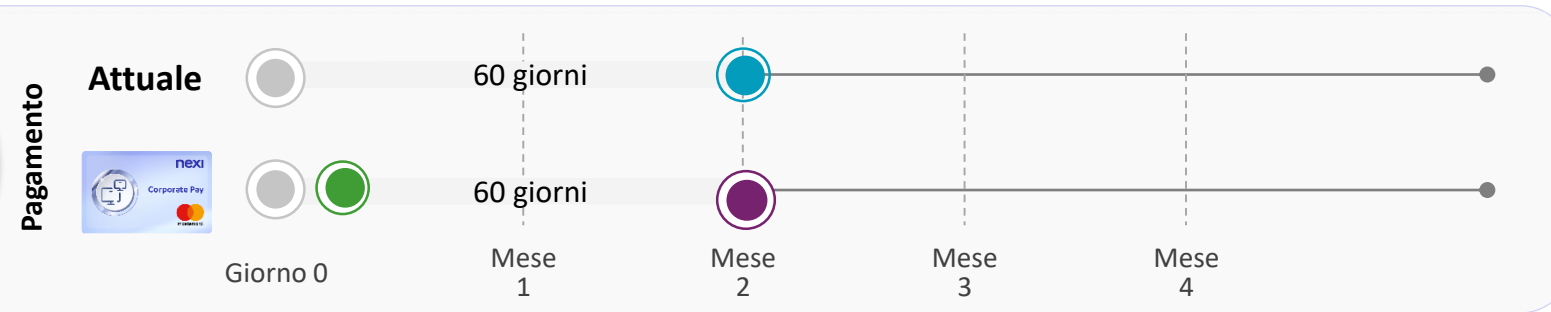 Pagamento
Attuale
60 giorni
nexi
Corporate Pay
60 giorni
Giorno 0
Mese
1
Mese
2
Mese
3
Mese
4